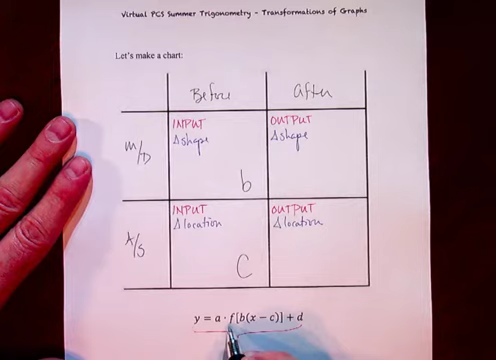 Virtual PCS Summer Trigonometry - Transformations of Graphs
Let's make a chart:
Before After
M/D INPUT OUTPUT
Δshape Δshape
b
A/S INPUT OUTPUT
Δlocation Δlocation
C
y = a · f[b(x − c)] + d